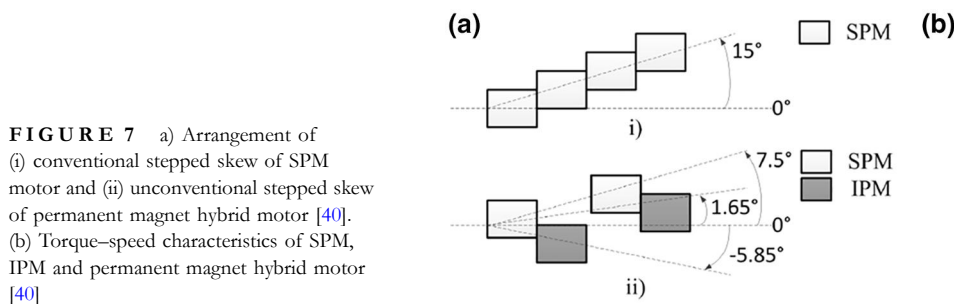 FIGURE 7 a) Arrangement of
(i) conventional stepped skew of SPM
motor and (ii) unconventional stepped skew
of permanent magnet hybrid motor [40].
(b) Torque–speed characteristics of SPM,
IPM and permanent magnet hybrid motor
[40]
(a)
(b)
SPM
15°
0°
i)
7.5°
SPM
IPM
1.65°
0°
-5.85°
ii)